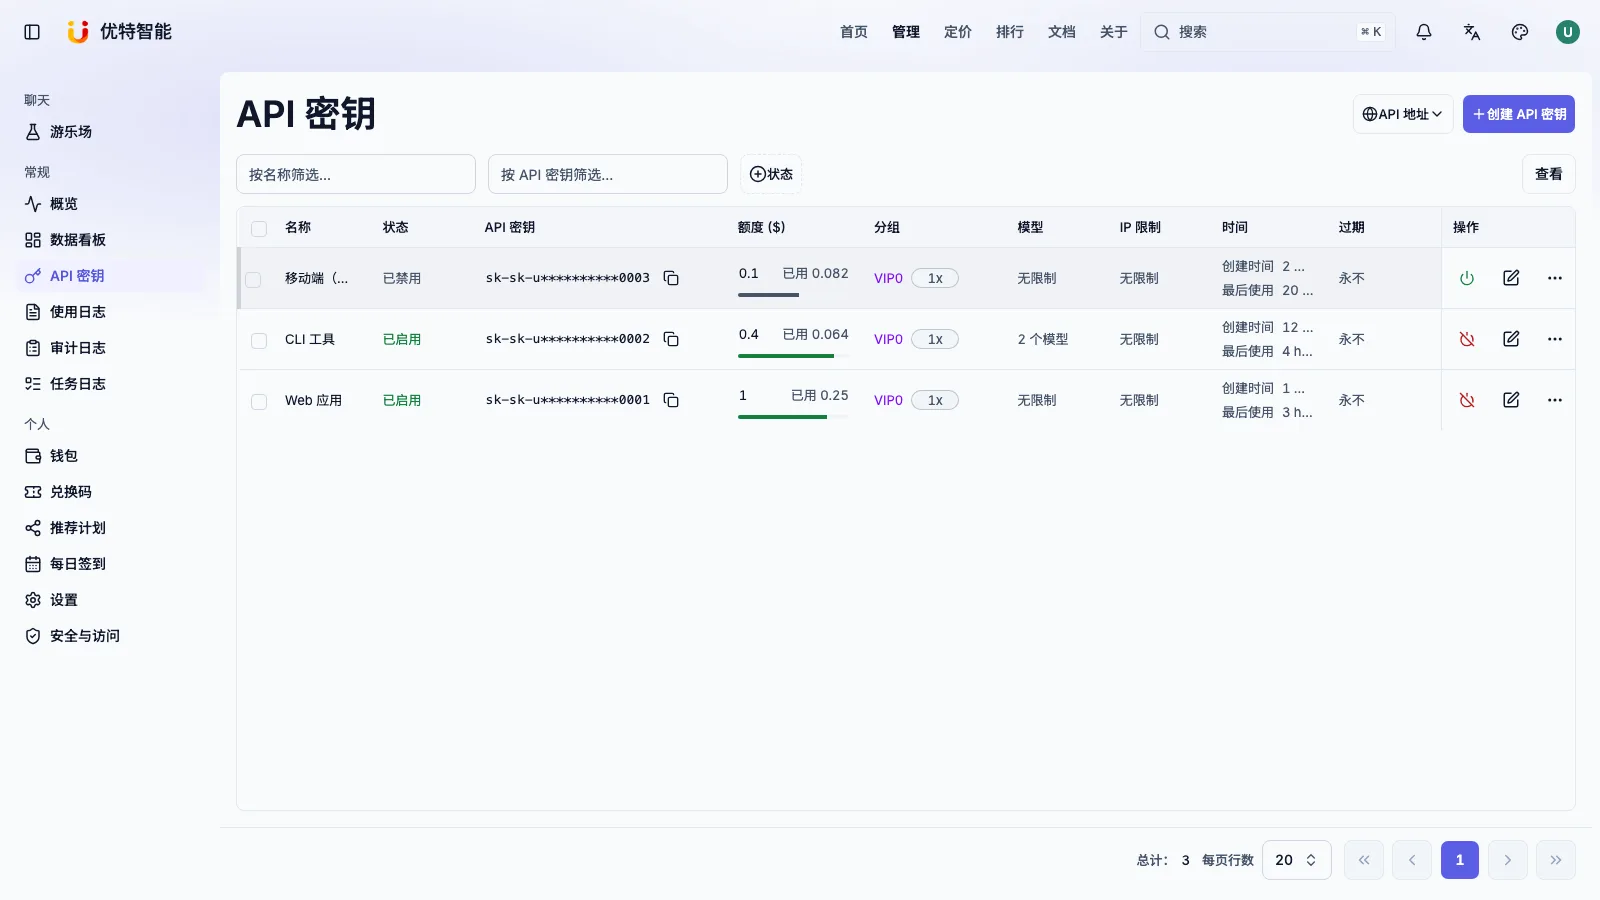 优特智能
首页 管理 定价 排行 文档 关于 搜索 ⌘ K U
聊天
游乐场
常规
概览
数据看板
API 密钥
使用日志
审计日志
任务日志
个人
钱包
兑换码
推荐计划
每日签到
设置
安全与访问
API 密钥
API 地址 创建 API 密钥
按名称筛选... 按 API 密钥筛选... 状态 查看
名称 状态 API 密钥 额度 ($) 分组 模型 IP 限制 时间 过期 操作
移动端（... 已禁用 sk-sk-u**********0003 0.1 已用 0.082 VIP0 1x 无限制 无限制 创建时间 2 ... 永不
最后使用 20 ...
CLI 工具 已启用 sk-sk-u**********0002 0.4 已用 0.064 VIP0 1x 2 个模型 无限制 创建时间 12 ... 永不
最后使用 4 h...
Web 应用 已启用 sk-sk-u**********0001 1 已用 0.25 VIP0 1x 无限制 无限制 创建时间 1 ... 永不
最后使用 3 h...
总计： 3 每页行数 20 1